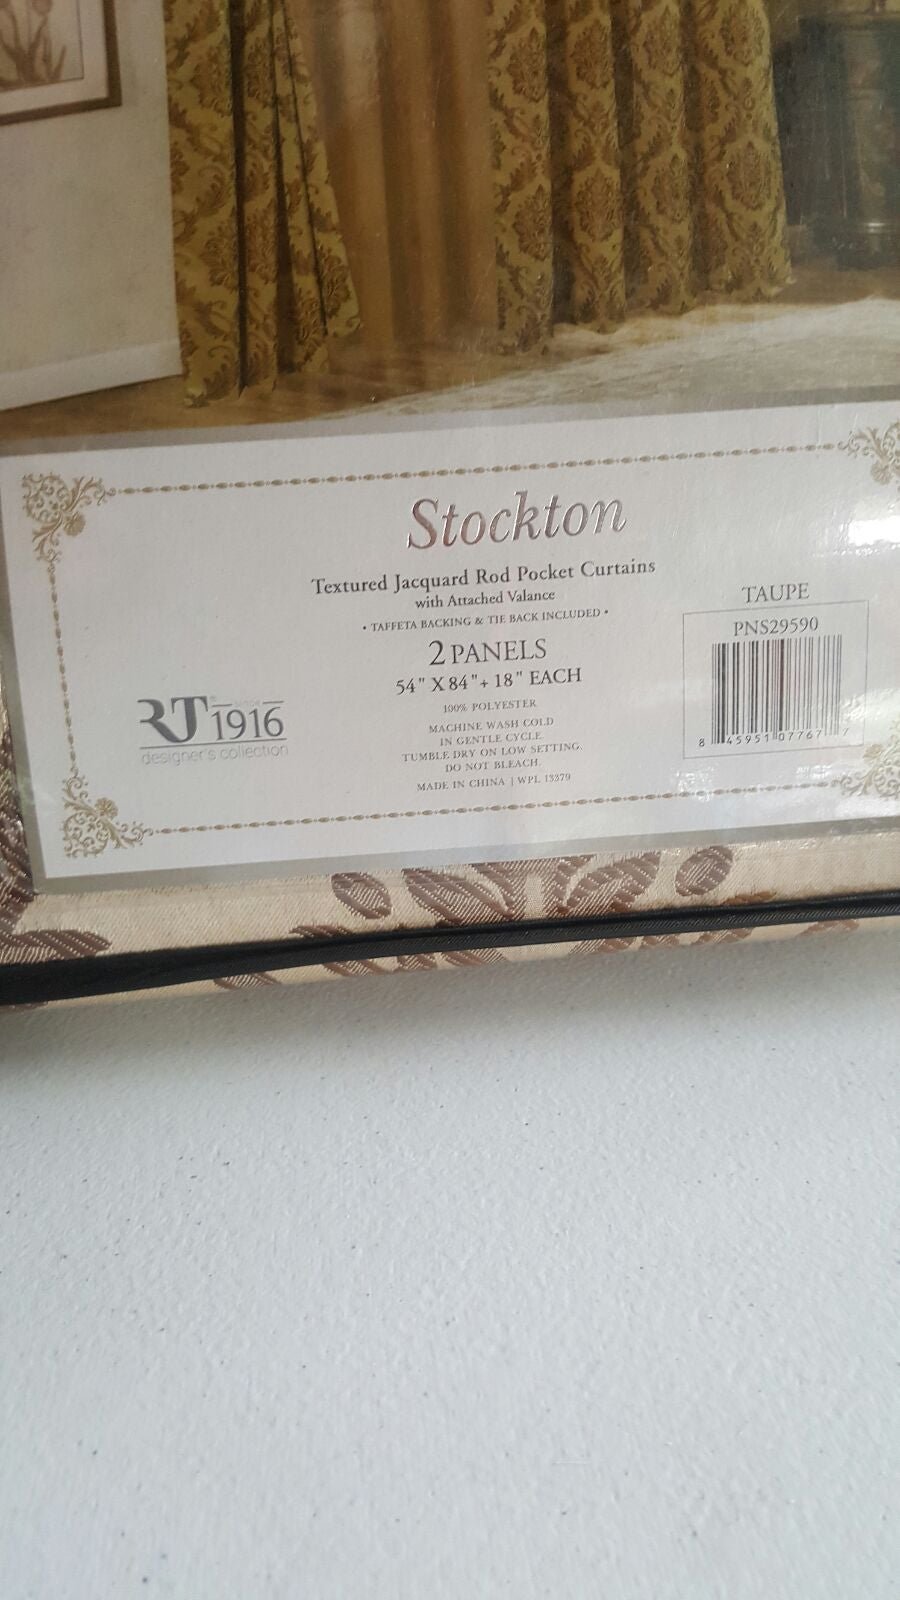 Stockton
Textured Jacquard Rod Pocket Curtains
with Attached Valance
• TAFFETA BACKING & TIE BACK INCLUDED •
2 PANELS
54" X 84" + 18" EACH
100% POLYESTER
MACHINE WASH COLD
IN GENTLE CYCLE.
TUMBLE DRY ON LOW SETTING.
DO NOT BLEACH.
MADE IN CHINA | WPL 13379
RT® 1916
designer's collection
TAUPE
PNS29590
8 45951 07767 7